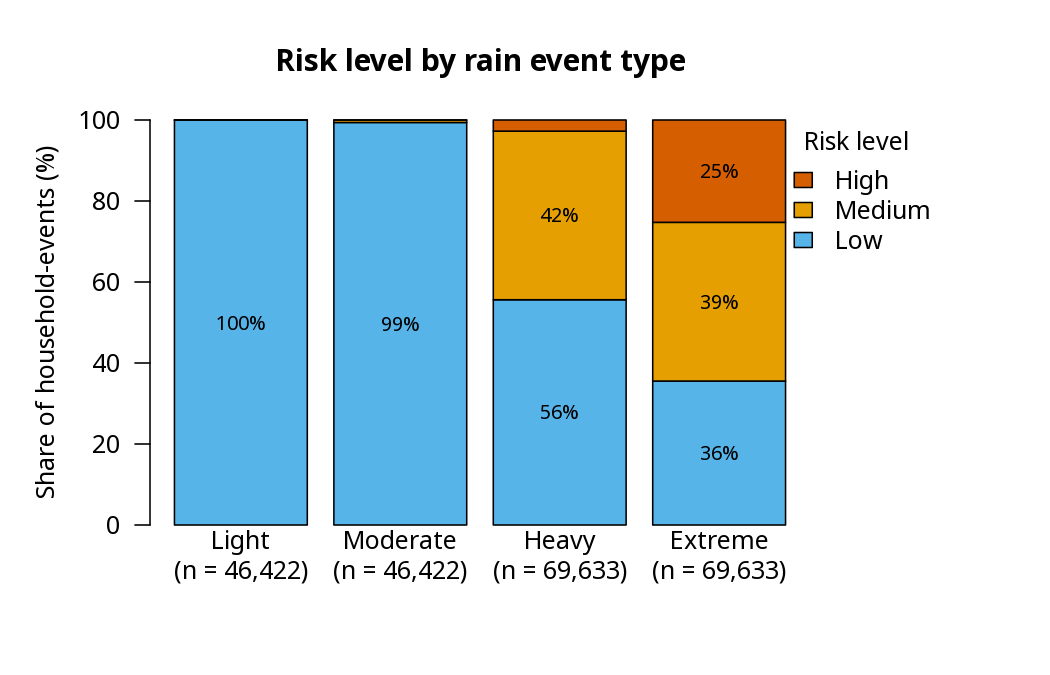 Risk level by rain event type
Share of household-events (%)
100
80
60
40
20
0
100%
99%
42%
56%
25%
39%
36%
Light
(n = 46,422)
Moderate
(n = 46,422)
Heavy
(n = 69,633)
Extreme
(n = 69,633)
Risk level
High
Medium
Low